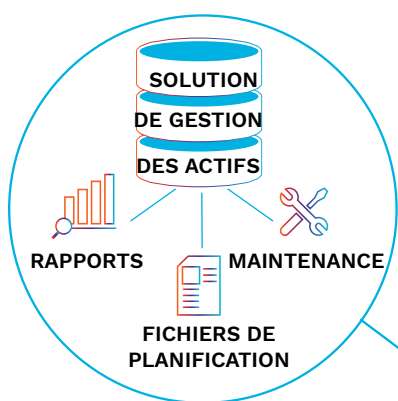 SOLUTION
DE GESTION
DES ACTIFS
RAPPORTS
MAINTENANCE
FICHIERS DE
PLANIFICATION